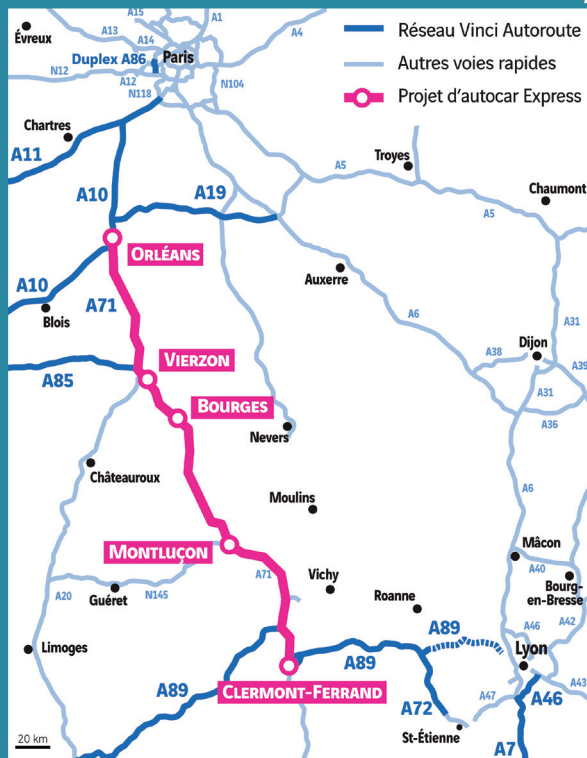 A15
A1
A13
A14
A4
Évreux
Duplex A86
Paris
N12
A12
N118
N104
Réseau Vinci Autoroute
Autres voies rapides
Projet d'autocar Express
Chartres
A11
A10
A19
Troyes
A5
Chaumont
A5
ORLÉANS
A10
A71
Blois
Auxerre
A6
A31
A38
Dijon
A39
A31
A36
VIERZON
A85
BOURGES
Nevers
Châteauroux
A6
Moulins
MONTLUÇON
A71
Mâcon
A40
Bourg-
en-Bresse
Vichy
Roanne
A20
Guéret
N145
A46
A42
Limoges
A89
Lyon
A89
A89
CLERMONT-FERRAND
A72
A47
A46
A43
St-Étienne
A7
20 km